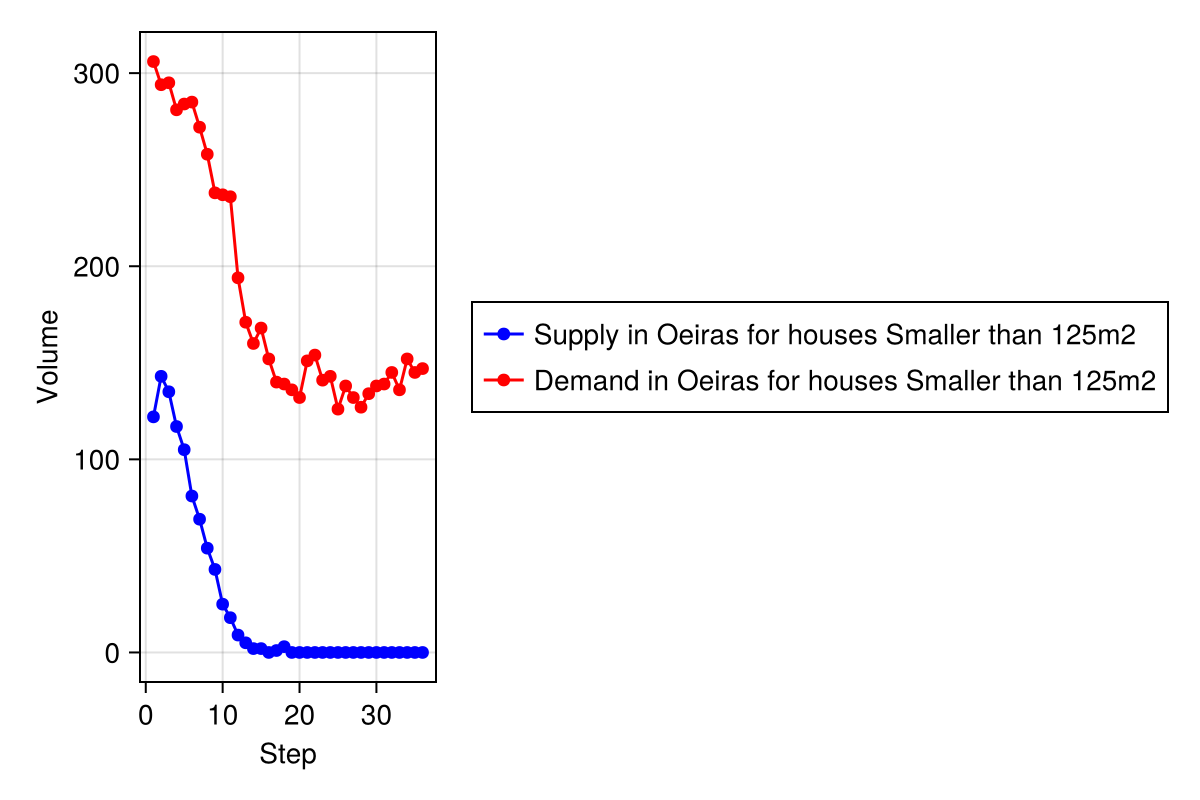 300
200
100
0
Volume
0 10 20 30
Step
Supply in Oeiras for houses Smaller than 125m2
Demand in Oeiras for houses Smaller than 125m2